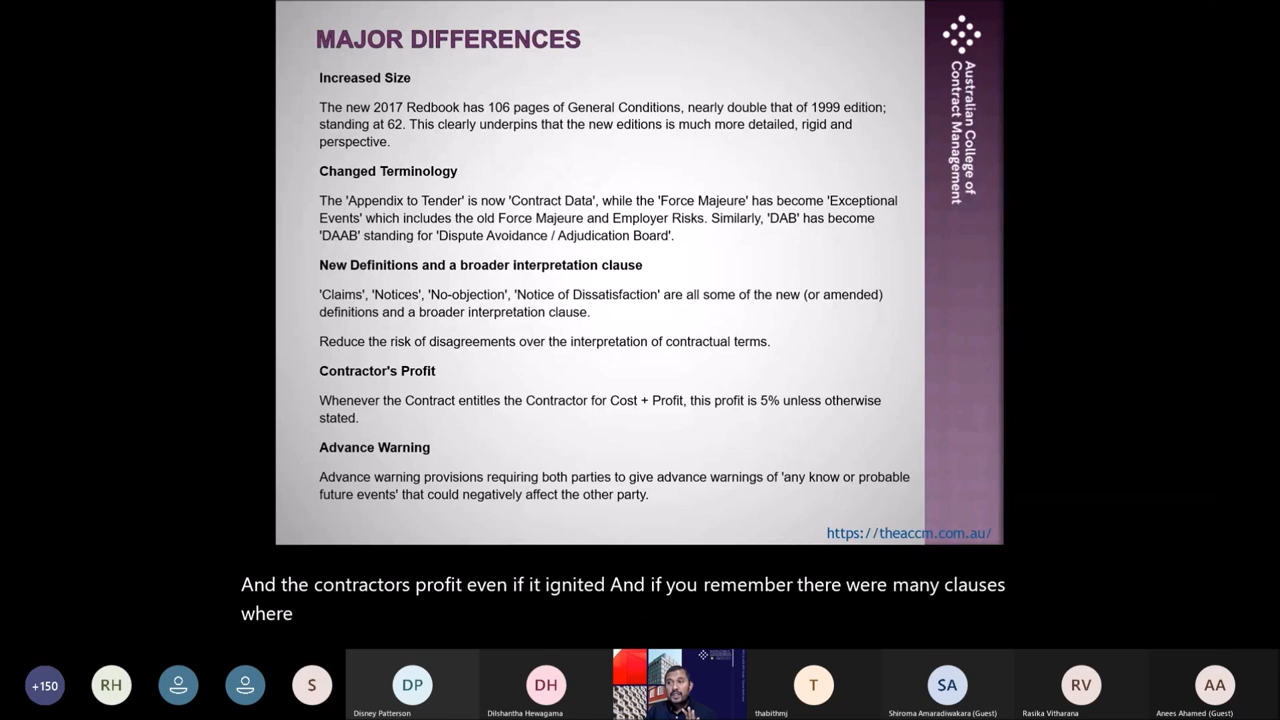 MAJOR DIFFERENCES
Increased Size
The new 2017 Redbook has 106 pages of General Conditions, nearly double that of 1999 edition;
standing at 62. This clearly underpins that the new editions is much more detailed, rigid and
perspective.
Changed Terminology
The 'Appendix to Tender' is now 'Contract Data', while the 'Force Majeure' has become 'Exceptional
Events' which includes the old Force Majeure and Employer Risks. Similarly, 'DAB' has become
'DAAB' standing for 'Dispute Avoidance / Adjudication Board'.
New Definitions and a broader interpretation clause
'Claims', 'Notices', 'No-objection', 'Notice of Dissatisfaction' are all some of the new (or amended)
definitions and a broader interpretation clause.
Reduce the risk of disagreements over the interpretation of contractual terms.
Contractor's Profit
Whenever the Contract entitles the Contractor for Cost + Profit, this profit is 5% unless otherwise
stated.
Advance Warning
Advance warning provisions requiring both parties to give advance warnings of 'any know or probable
future events' that could negatively affect the other party.
https://theaccm.com.au/
Australian College of
Contract Management
And the contractors profit even if it ignited And if you remember there were many clauses
where
+150
RH
S
DP
DH
T
SA
RV
AA
Disney Patterson
Dilshantha Hewagama
thabithmj
Shiroma Amaradiwakara (Guest)
Rasika Vitharana
Anees Ahamed (Guest)